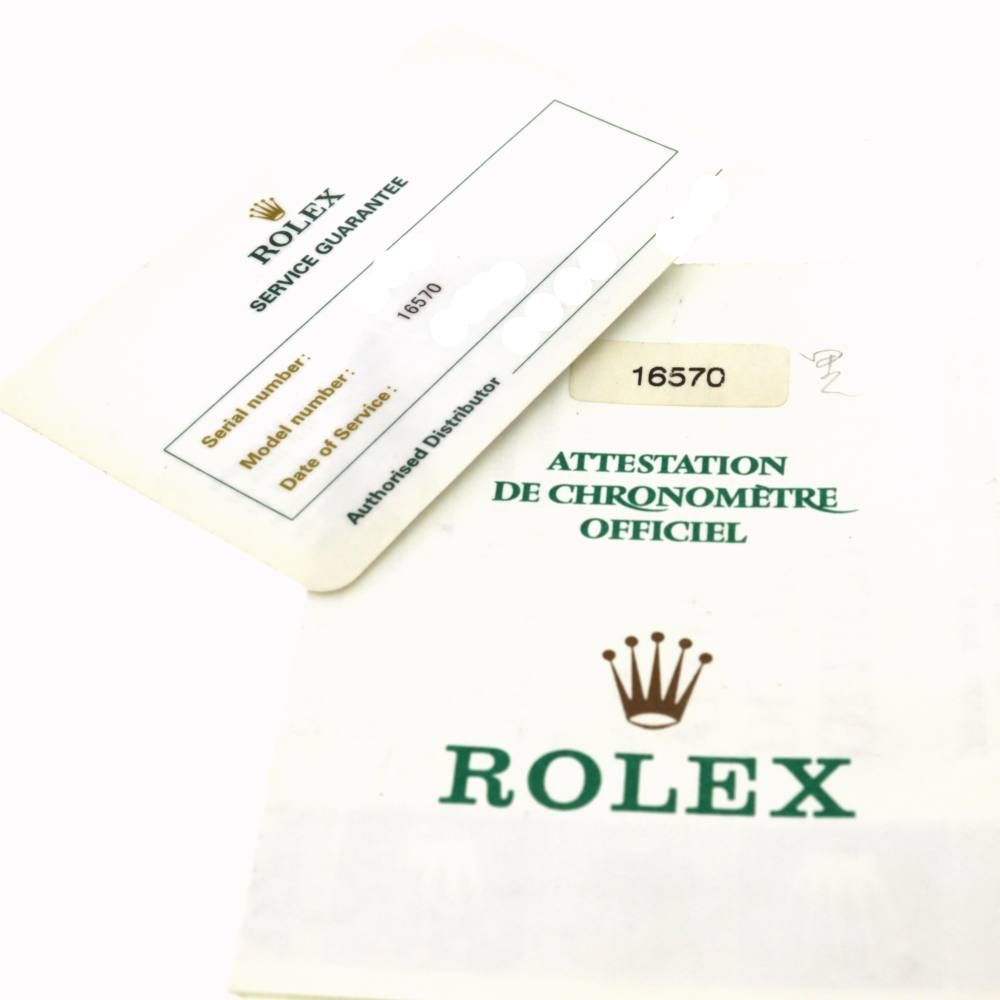 ROLEX
SERVICE GUARANTEE
Serial number:
Model number: 16570
Date of Service:
Authorised Distributor
16570
ATTESTATION
DE CHRONOMÈTRE
OFFICIEL
ROLEX